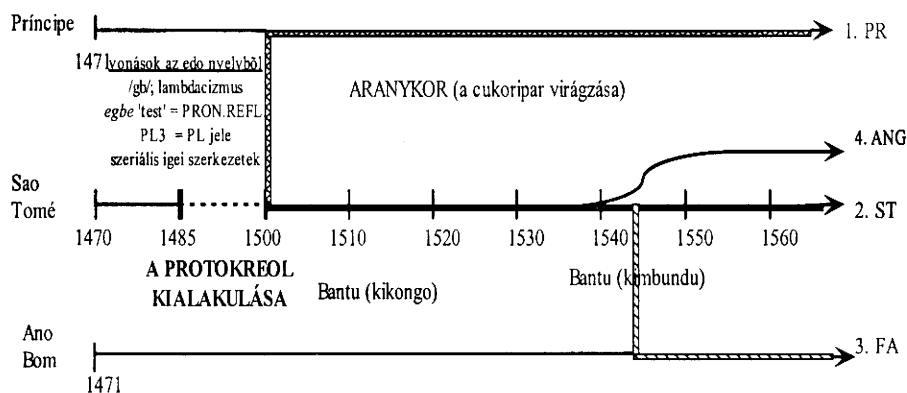 Príncipe
1. PR
1471
vonások az edo nyelvbõl
/gb/; lambdacizmus
egbe 'test' = PRON.REFL
PL3 = PL jele
szeriális igei szerkezetek
ARANYKOR (a cukoripar virágzása)
4. ANG
Sao
Tomé
2. ST
1470 1485 1500 1510 1520 1530 1540 1550 1560
A PROTOKREOL
KIALAKULÁSA
Bantu (kikongo)
Bantu (kimbundu)
Ano
Bom
3. FA
1471